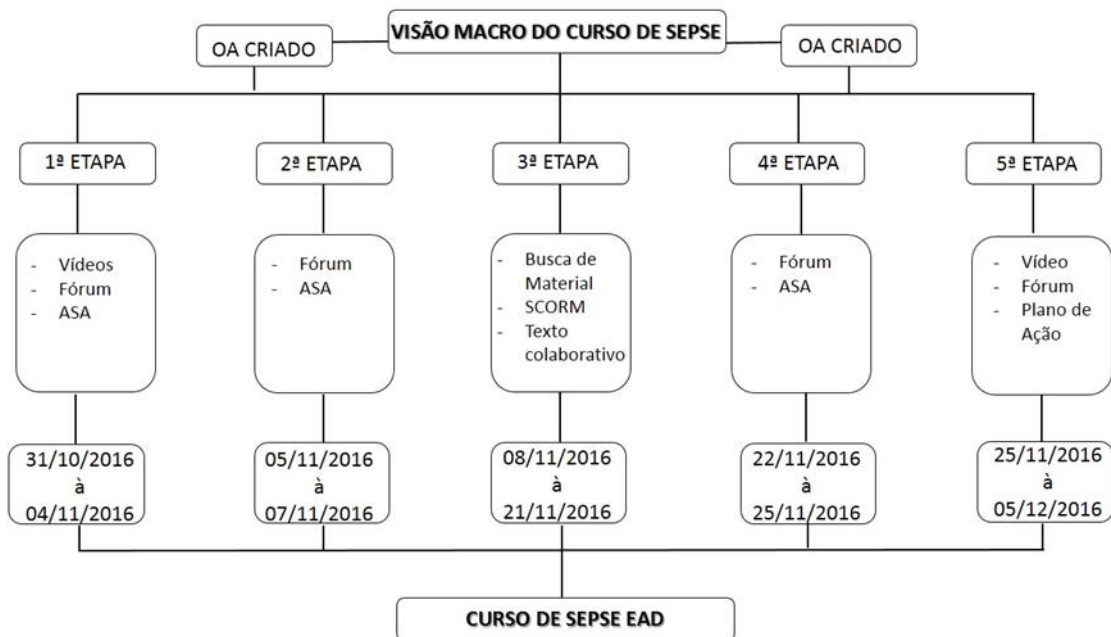 VISÃO MACRO DO CURSO DE SEPSE
OA CRIADO
OA CRIADO
1ª ETAPA
2ª ETAPA
3ª ETAPA
4ª ETAPA
5ª ETAPA
- Vídeos
- Fórum
- ASA
- Fórum
- ASA
- Busca de
Material
- SCORM
- Texto
colaborativo
- Fórum
- ASA
- Vídeo
- Fórum
- Plano de
Ação
31/10/2016
à
04/11/2016
05/11/2016
à
07/11/2016
08/11/2016
à
21/11/2016
22/11/2016
à
25/11/2016
25/11/2016
à
05/12/2016
CURSO DE SEPSE EAD